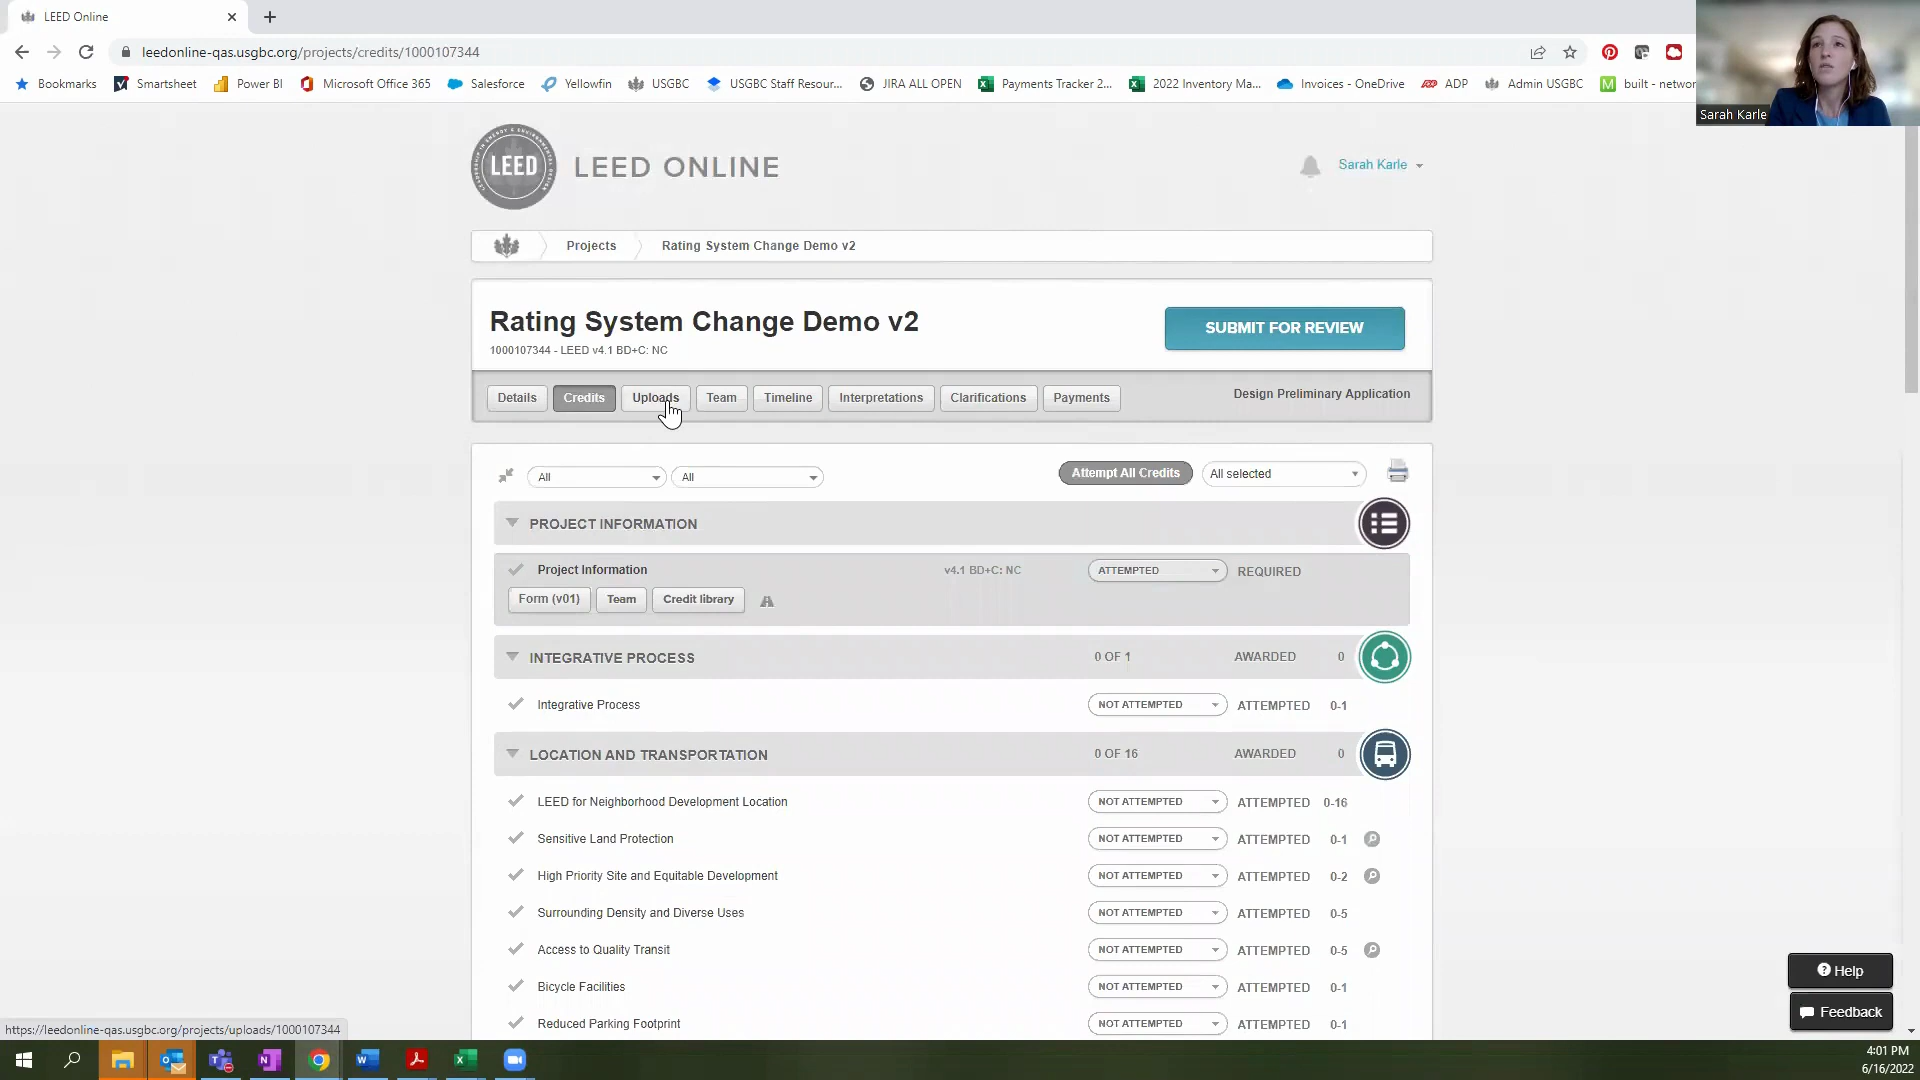 LEED Online
leedonline-qas.usgbc.org/projects/credits/1000107344
Bookmarks Smartsheet Power BI Microsoft Office 365 Salesforce Yellowfin USGBC USGBC Staff Resour... JIRA ALL OPEN Payments Tracker 2... 2022 Inventory Ma... Invoices - OneDrive ADP Admin USGBC built - networ
Sarah Karle
LEED LEED ONLINE
Sarah Karle
Projects Rating System Change Demo v2
Rating System Change Demo v2
SUBMIT FOR REVIEW
1000107344 - LEED v4.1 BD+C: NC
Details Credits Uploads Team Timeline Interpretations Clarifications Payments Design Preliminary Application
All All Attempt All Credits All selected
PROJECT INFORMATION
Project Information v4.1 BD+C: NC ATTEMPTED REQUIRED
Form (v01) Team Credit library
INTEGRATIVE PROCESS 0 OF 1 AWARDED 0
Integrative Process NOT ATTEMPTED ATTEMPTED 0-1
LOCATION AND TRANSPORTATION 0 OF 16 AWARDED 0
LEED for Neighborhood Development Location NOT ATTEMPTED ATTEMPTED 0-16
Sensitive Land Protection NOT ATTEMPTED ATTEMPTED 0-1
High Priority Site and Equitable Development NOT ATTEMPTED ATTEMPTED 0-2
Surrounding Density and Diverse Uses NOT ATTEMPTED ATTEMPTED 0-5
Access to Quality Transit NOT ATTEMPTED ATTEMPTED 0-5
Bicycle Facilities NOT ATTEMPTED ATTEMPTED 0-1
Reduced Parking Footprint NOT ATTEMPTED ATTEMPTED 0-1
Help
Feedback
https://leedonline-qas.usgbc.org/projects/uploads/1000107344
4:01 PM
6/16/2022